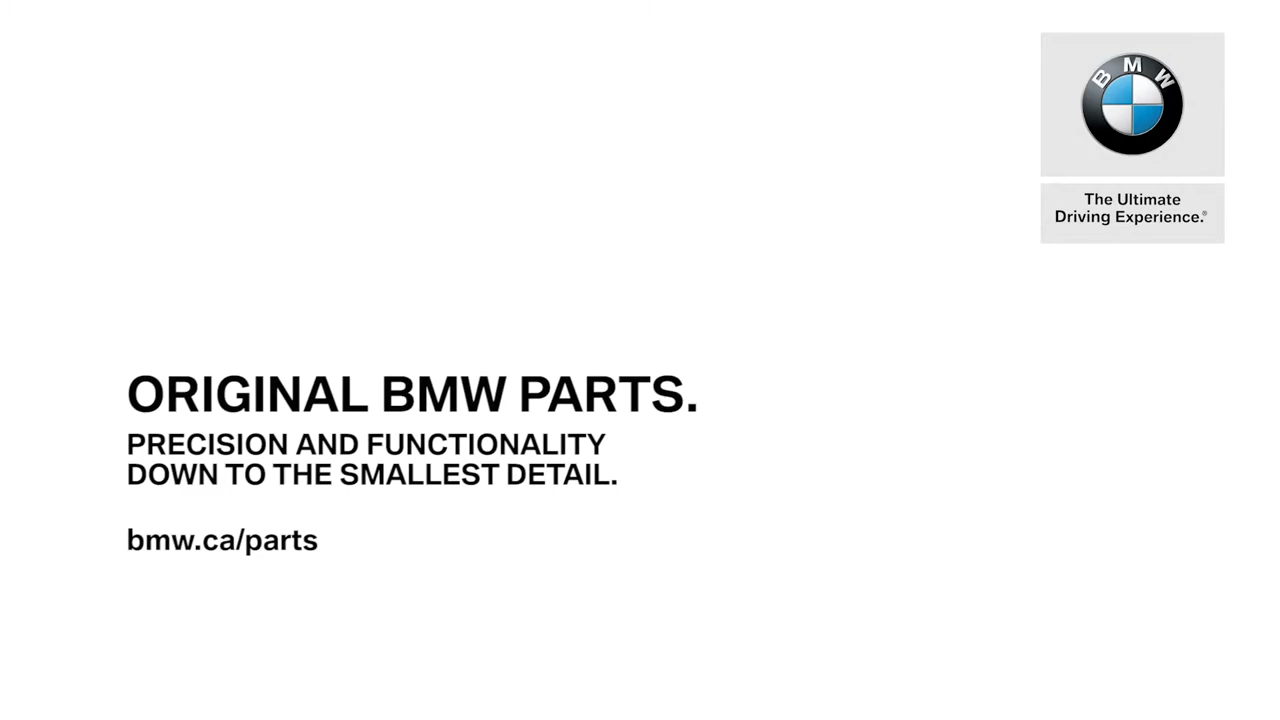 BMW
The Ultimate
Driving Experience.®
ORIGINAL BMW PARTS.
PRECISION AND FUNCTIONALITY
DOWN TO THE SMALLEST DETAIL.
bmw.ca/parts